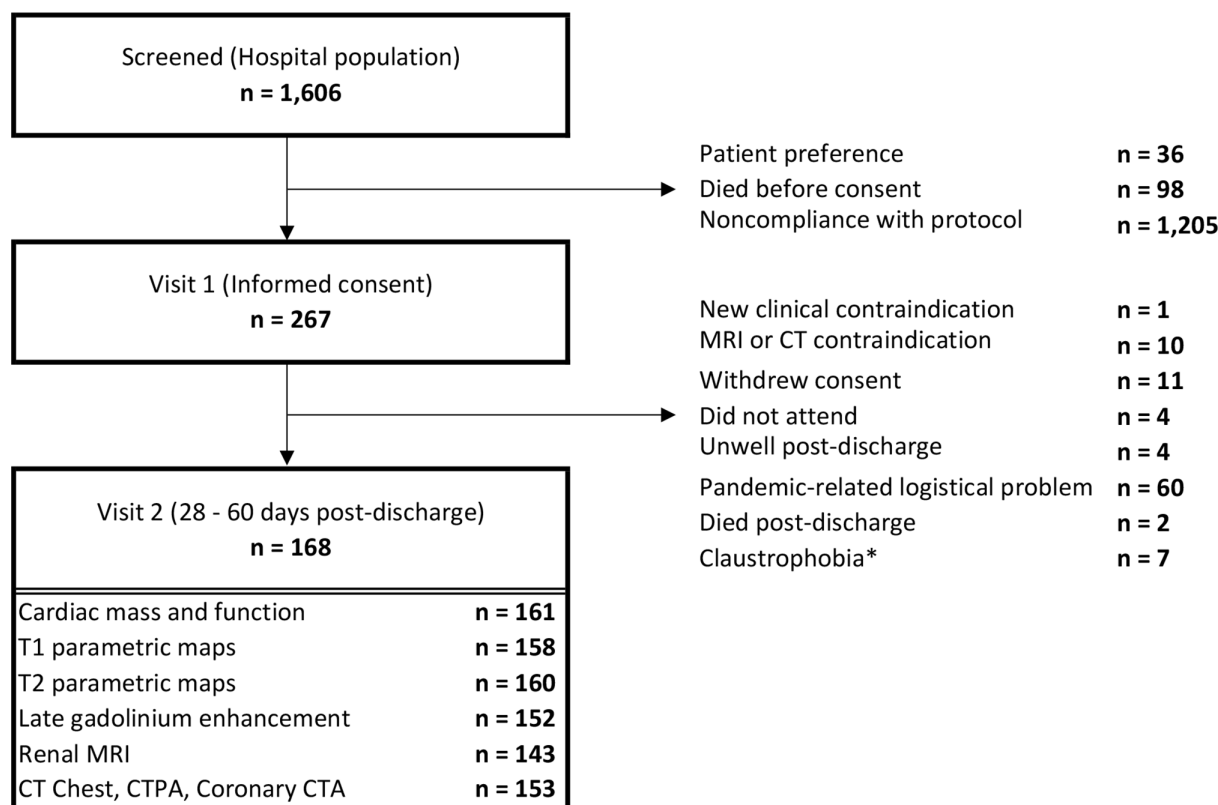 Screened (Hospital population)
n = 1,606
Patient preference n = 36
Died before consent n = 98
Noncompliance with protocol n = 1,205
Visit 1 (Informed consent)
n = 267
New clinical contraindication n = 1
MRI or CT contraindication n = 10
Withdrew consent n = 11
Did not attend n = 4
Unwell post-discharge n = 4
Pandemic-related logistical problem n = 60
Died post-discharge n = 2
Claustrophobia* n = 7
Visit 2 (28 - 60 days post-discharge)
n = 168
Cardiac mass and function n = 161
T1 parametric maps n = 158
T2 parametric maps n = 160
Late gadolinium enhancement n = 152
Renal MRI n = 143
CT Chest, CTPA, Coronary CTA n = 153